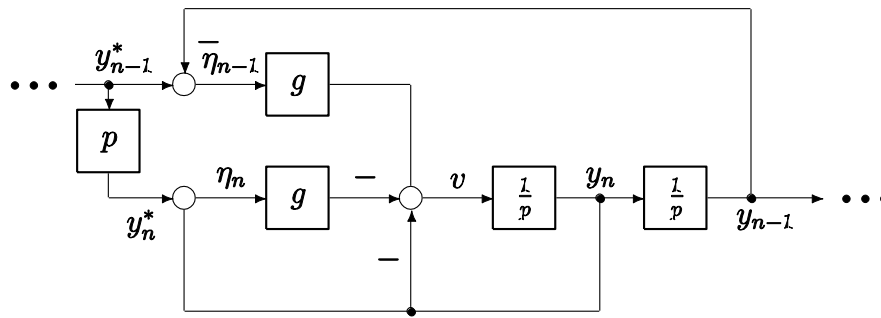 y*ₙ₋₁
−
η̄ₙ₋₁
g
p
ηₙ
g
−
v
1/p
yₙ
1/p
y*ₙ
yₙ₋₁
−